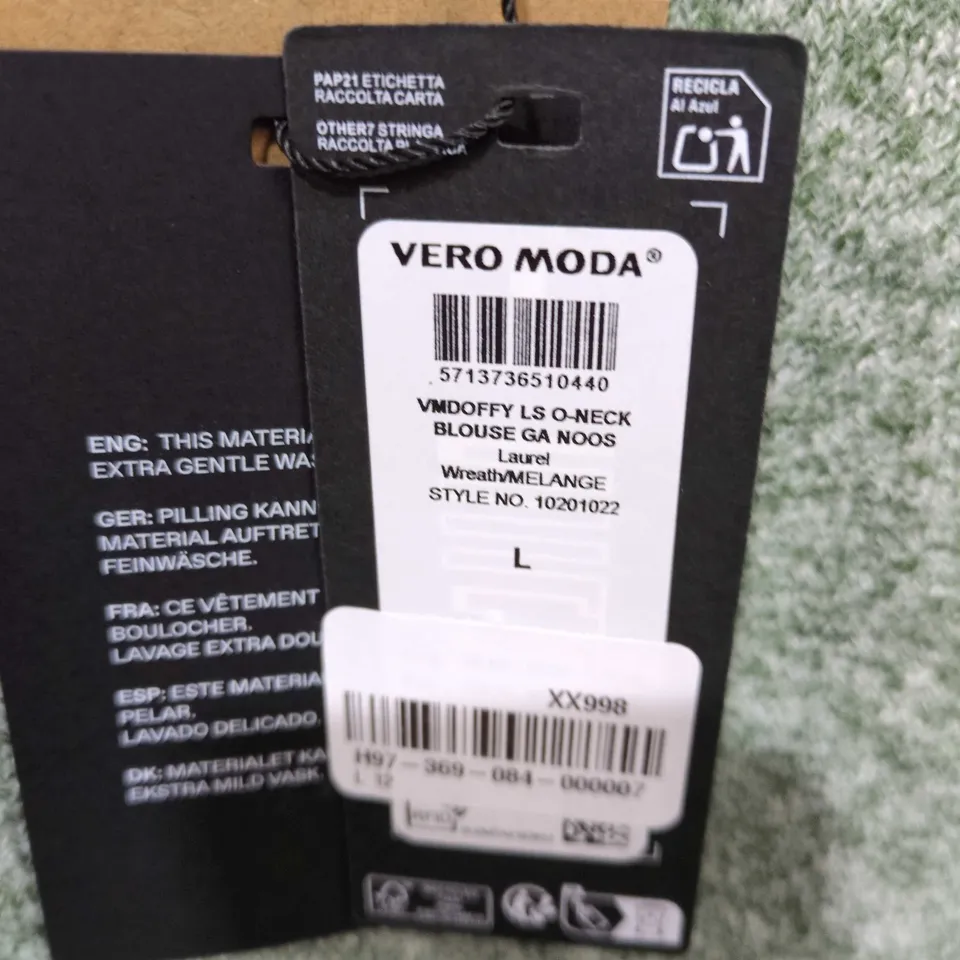 PAP21 ETICHETTA
RACCOLTA CARTA
OTHER7 STRINGA
RACCOLTA
RECICLA
Al Azul
VERO MODA®
5713736510440
VMDOFFY LS O-NECK
BLOUSE GA NOOS
Laurel
Wreath/MELANGE
STYLE NO. 10201022
L
XX998
H97-369-084-000007
L 12
ENG: THIS MATERIA
EXTRA GENTLE WAS
GER: PILLING KANN
MATERIAL AUFTRET
FEINWÄSCHE.
FRA: CE VÊTEMENT
BOULOCHER.
LAVAGE EXTRA DOU
ESP: ESTE MATERIA
PELAR.
LAVADO DELICADO.
DK: MATERIALET KA
EKSTRA MILD VASK.